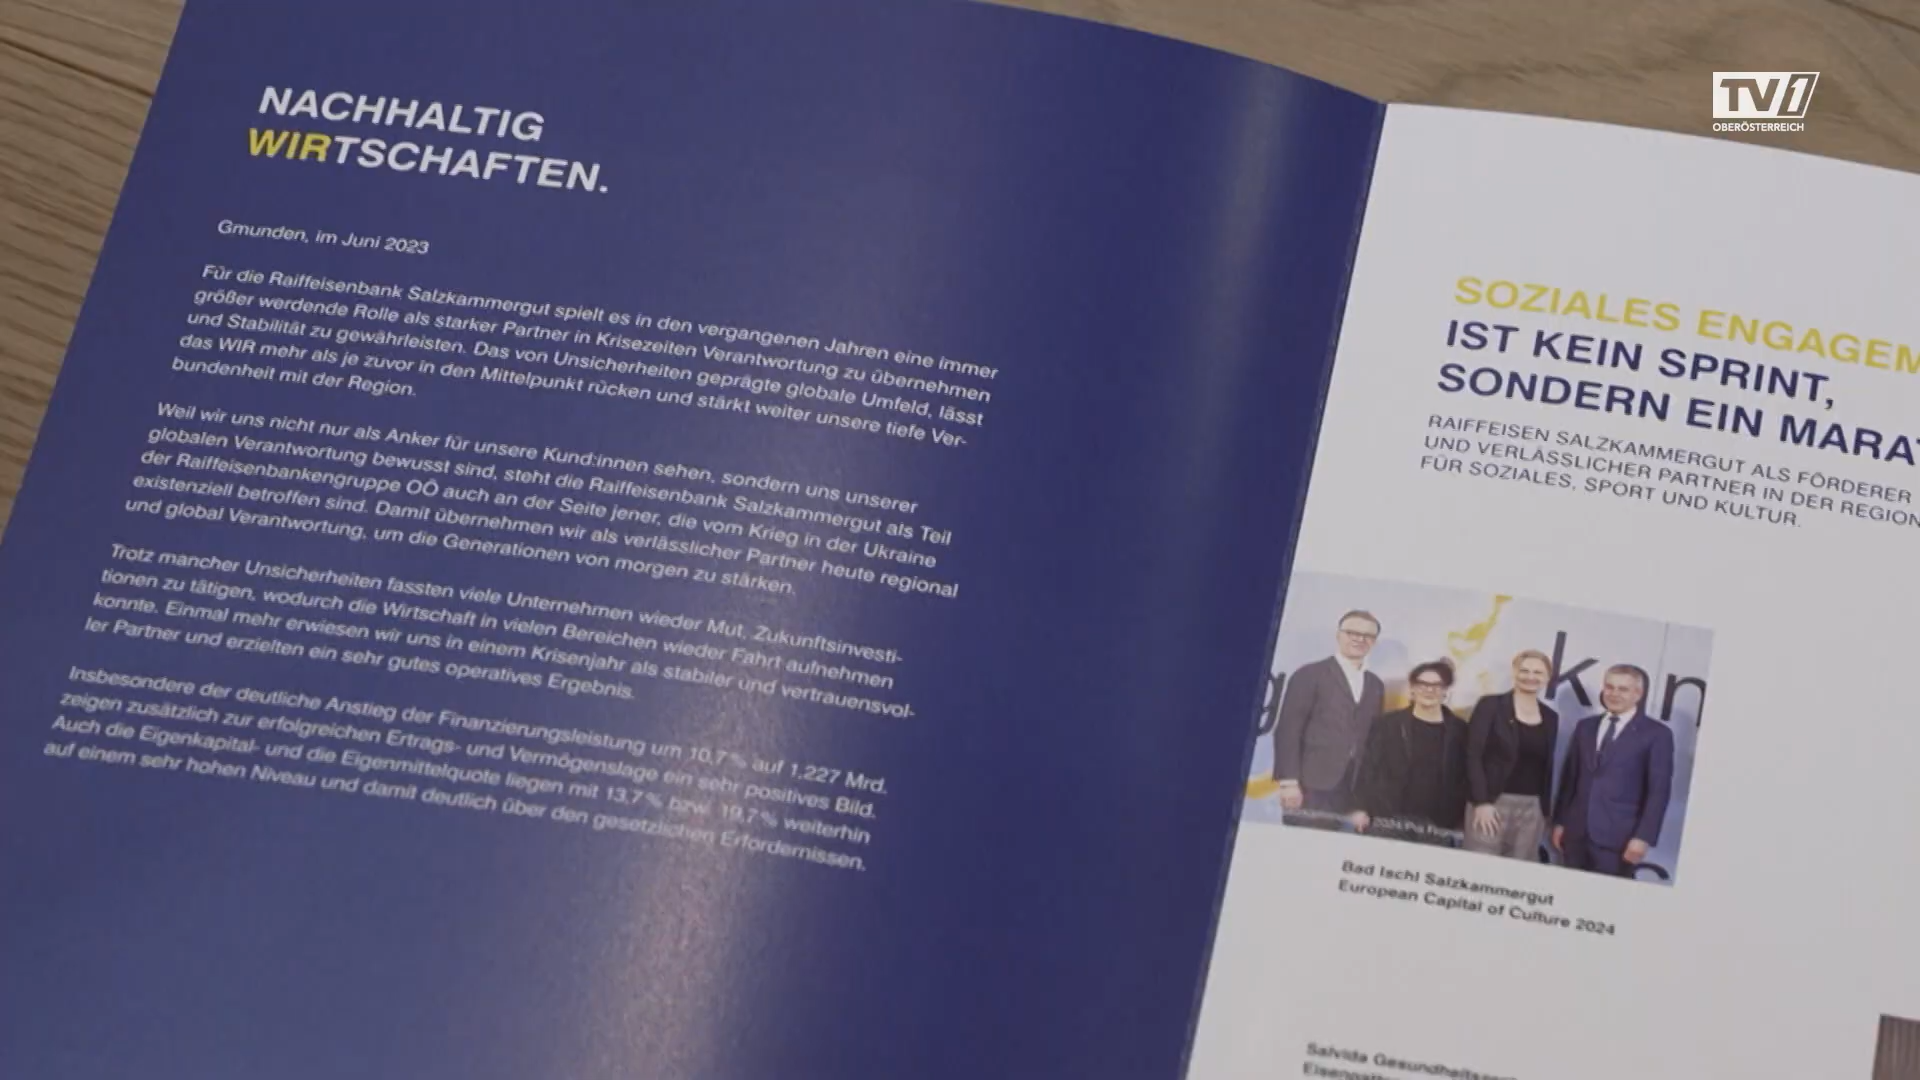 NACHHALTIG
WIRTSCHAFTEN.
Gmunden, im Juni 2023
Für die Raiffeisenbank Salzkammergut spielt es in den vergangenen Jahren eine immer
größer werdende Rolle als starker Partner in Krisezeiten Verantwortung zu übernehmen
und Stabilität zu gewährleisten. Das von Unsicherheiten geprägte globale Umfeld, lässt
das WIR mehr als je zuvor in den Mittelpunkt rücken und stärkt weiter unsere tiefe Ver-
bundenheit mit der Region.
Weil wir uns nicht nur als Anker für unsere Kund:innen sehen, sondern uns unserer
globalen Verantwortung bewusst sind, steht die Raiffeisenbank Salzkammergut als Teil
der Raiffeisenbankengruppe OÖ auch an der Seite jener, die vom Krieg in der Ukraine
existenziell betroffen sind. Damit übernehmen wir als verlässlicher Partner heute regional
und global Verantwortung, um die Generationen von morgen zu stärken.
Trotz mancher Unsicherheiten fassten viele Unternehmen wieder Mut, Zukunftsinvesti-
tionen zu tätigen, wodurch die Wirtschaft in vielen Bereichen wieder Fahrt aufnehmen
konnte. Einmal mehr erwiesen wir uns in einem Krisenjahr als stabiler und vertrauensvol-
ler Partner und erzielten ein sehr gutes operatives Ergebnis.
Insbesondere der deutliche Anstieg der Finanzierungsleistung um 10,7 % auf 1.227 Mrd.
zeigen zusätzlich zur erfolgreichen Ertrags- und Vermögenslage ein sehr positives Bild.
Auch die Eigenkapital- und die Eigenmittelquote liegen mit 13,7 % bzw. 19,7 % weiterhin
auf einem sehr hohen Niveau und damit deutlich über den gesetzlichen Erfordernissen.
TV1
OBERÖSTERREICH
SOZIALES ENGAGEM
IST KEIN SPRINT,
SONDERN EIN MARA
RAIFFEISEN SALZKAMMERGUT ALS FÖRDERER
UND VERLÄSSLICHER PARTNER IN DER REGION
FÜR SOZIALES, SPORT UND KULTUR.
g kon
Bad Ischl Salzkammergut
European Capital of Culture 2024
Salvida